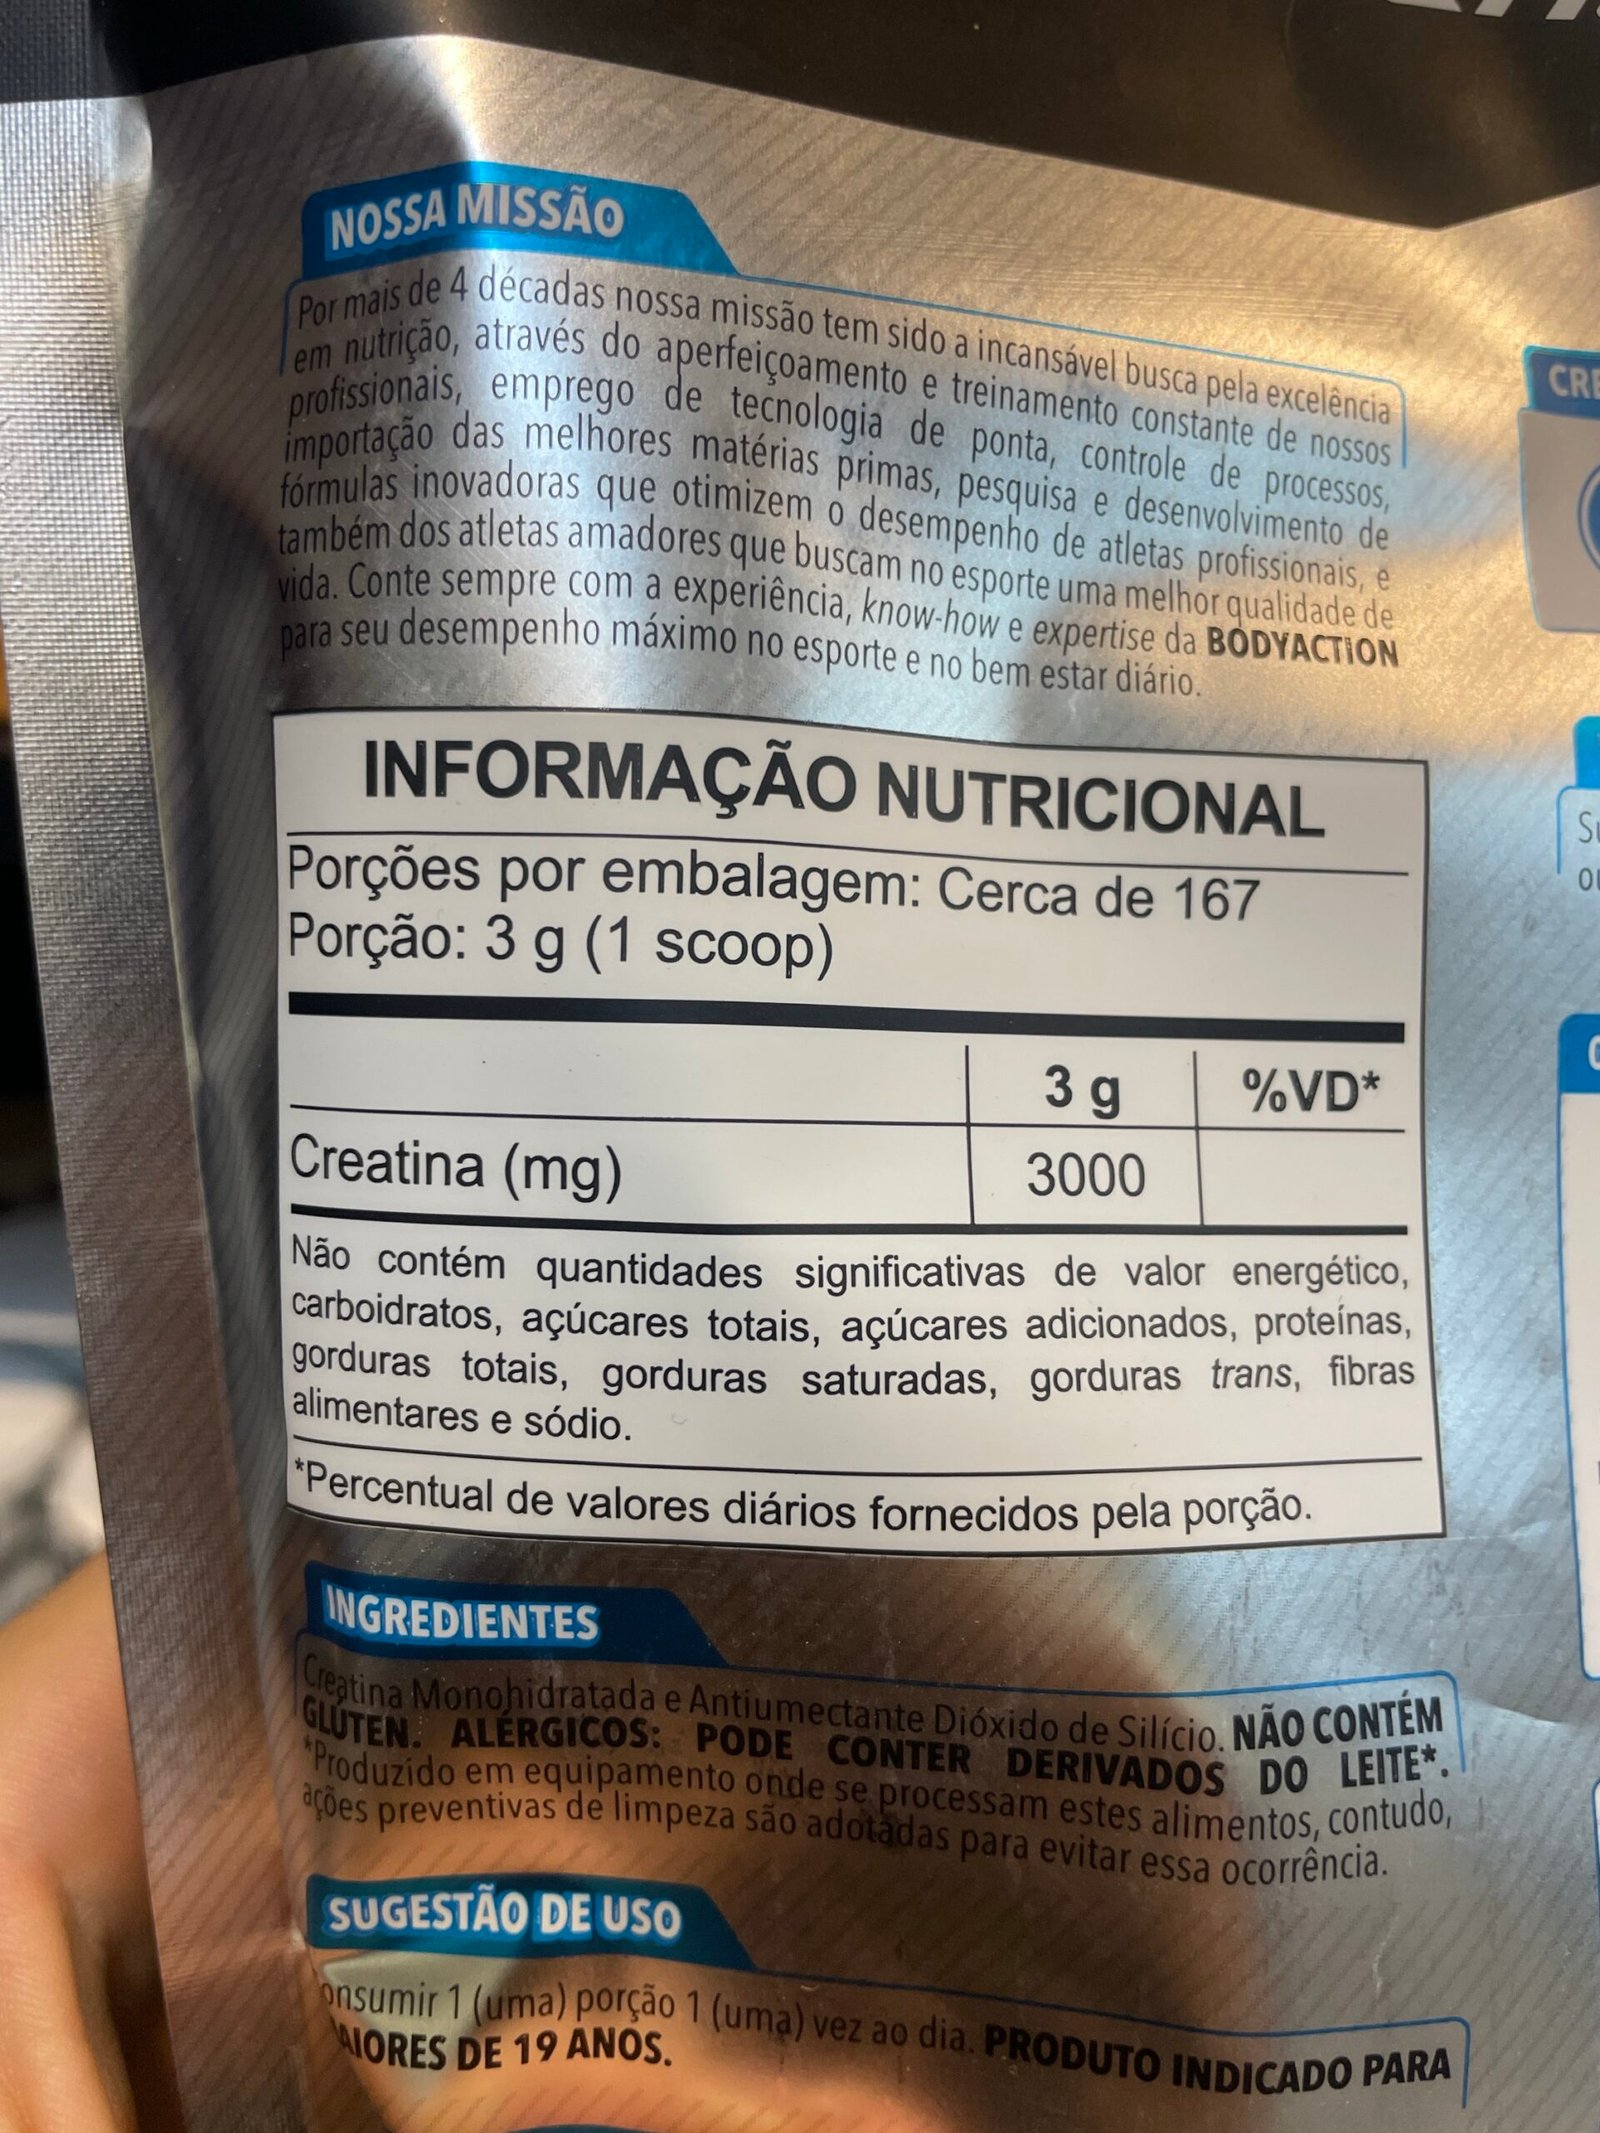 NOSSA MISSÃO
Por mais de 4 décadas nossa missão tem sido a incansável busca pela excelência
em nutrição, através do aperfeiçoamento e treinamento constante de nossos
profissionais, emprego de tecnologia de ponta, controle de processos,
importação das melhores matérias primas, pesquisa e desenvolvimento de
fórmulas inovadoras que otimizem o desempenho de atletas profissionais, e
também dos atletas amadores que buscam no esporte uma melhor qualidade de
vida. Conte sempre com a experiência, know-how e expertise da BODYACTION
para seu desempenho máximo no esporte e no bem estar diário.
INFORMAÇÃO NUTRICIONAL
Porções por embalagem: Cerca de 167
Porção: 3 g (1 scoop)
3 g %VD*
Creatina (mg) 3000
Não contém quantidades significativas de valor energético,
carboidratos, açúcares totais, açúcares adicionados, proteínas,
gorduras totais, gorduras saturadas, gorduras trans, fibras
alimentares e sódio.
*Percentual de valores diários fornecidos pela porção.
INGREDIENTES
Creatina Monohidratada e Antiumectante Dióxido de Silício. NÃO CONTÉM
GLÚTEN. ALÉRGICOS: PODE CONTER DERIVADOS DO LEITE*.
*Produzido em equipamento onde se processam estes alimentos, contudo,
ações preventivas de limpeza são adotadas para evitar essa ocorrência.
SUGESTÃO DE USO
onsumir 1 (uma) porção 1 (uma) vez ao dia. PRODUTO INDICADO PARA
AIORES DE 19 ANOS.
CRE